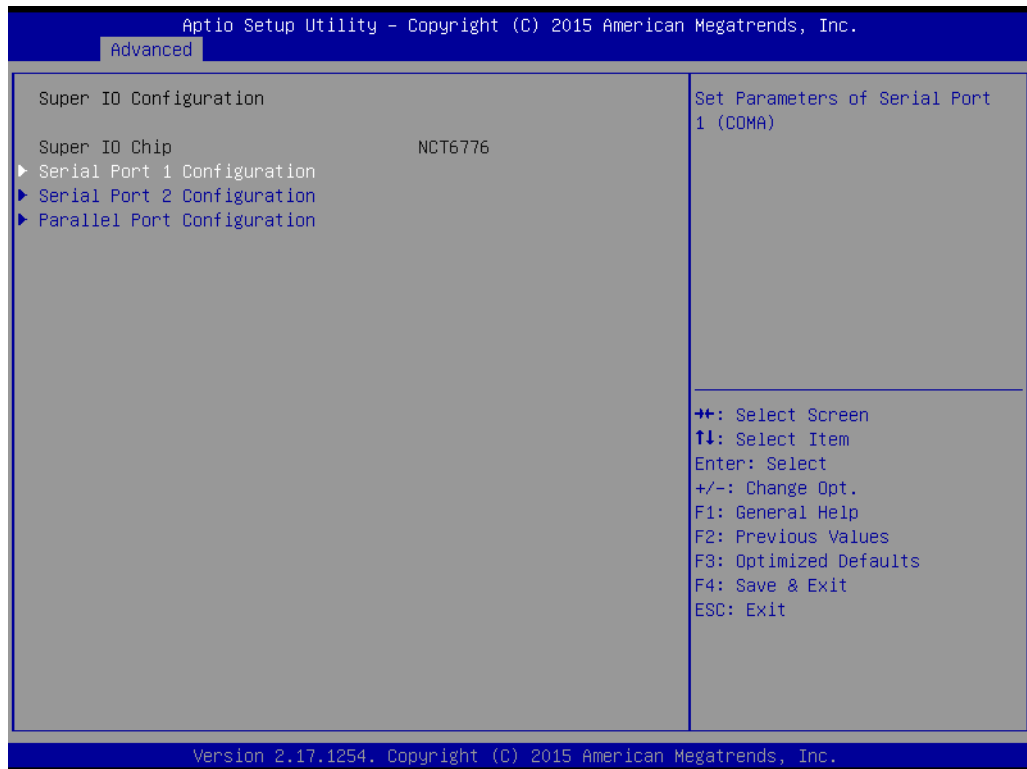 Aptio Setup Utility – Copyright (C) 2015 American Megatrends, Inc.
Advanced
Super IO Configuration
Super IO Chip NCT6776
▶ Serial Port 1 Configuration
▶ Serial Port 2 Configuration
▶ Parallel Port Configuration
Set Parameters of Serial Port
1 (COMA)
→←: Select Screen
↑↓: Select Item
Enter: Select
+/-: Change Opt.
F1: General Help
F2: Previous Values
F3: Optimized Defaults
F4: Save & Exit
ESC: Exit
Version 2.17.1254. Copyright (C) 2015 American Megatrends, Inc.